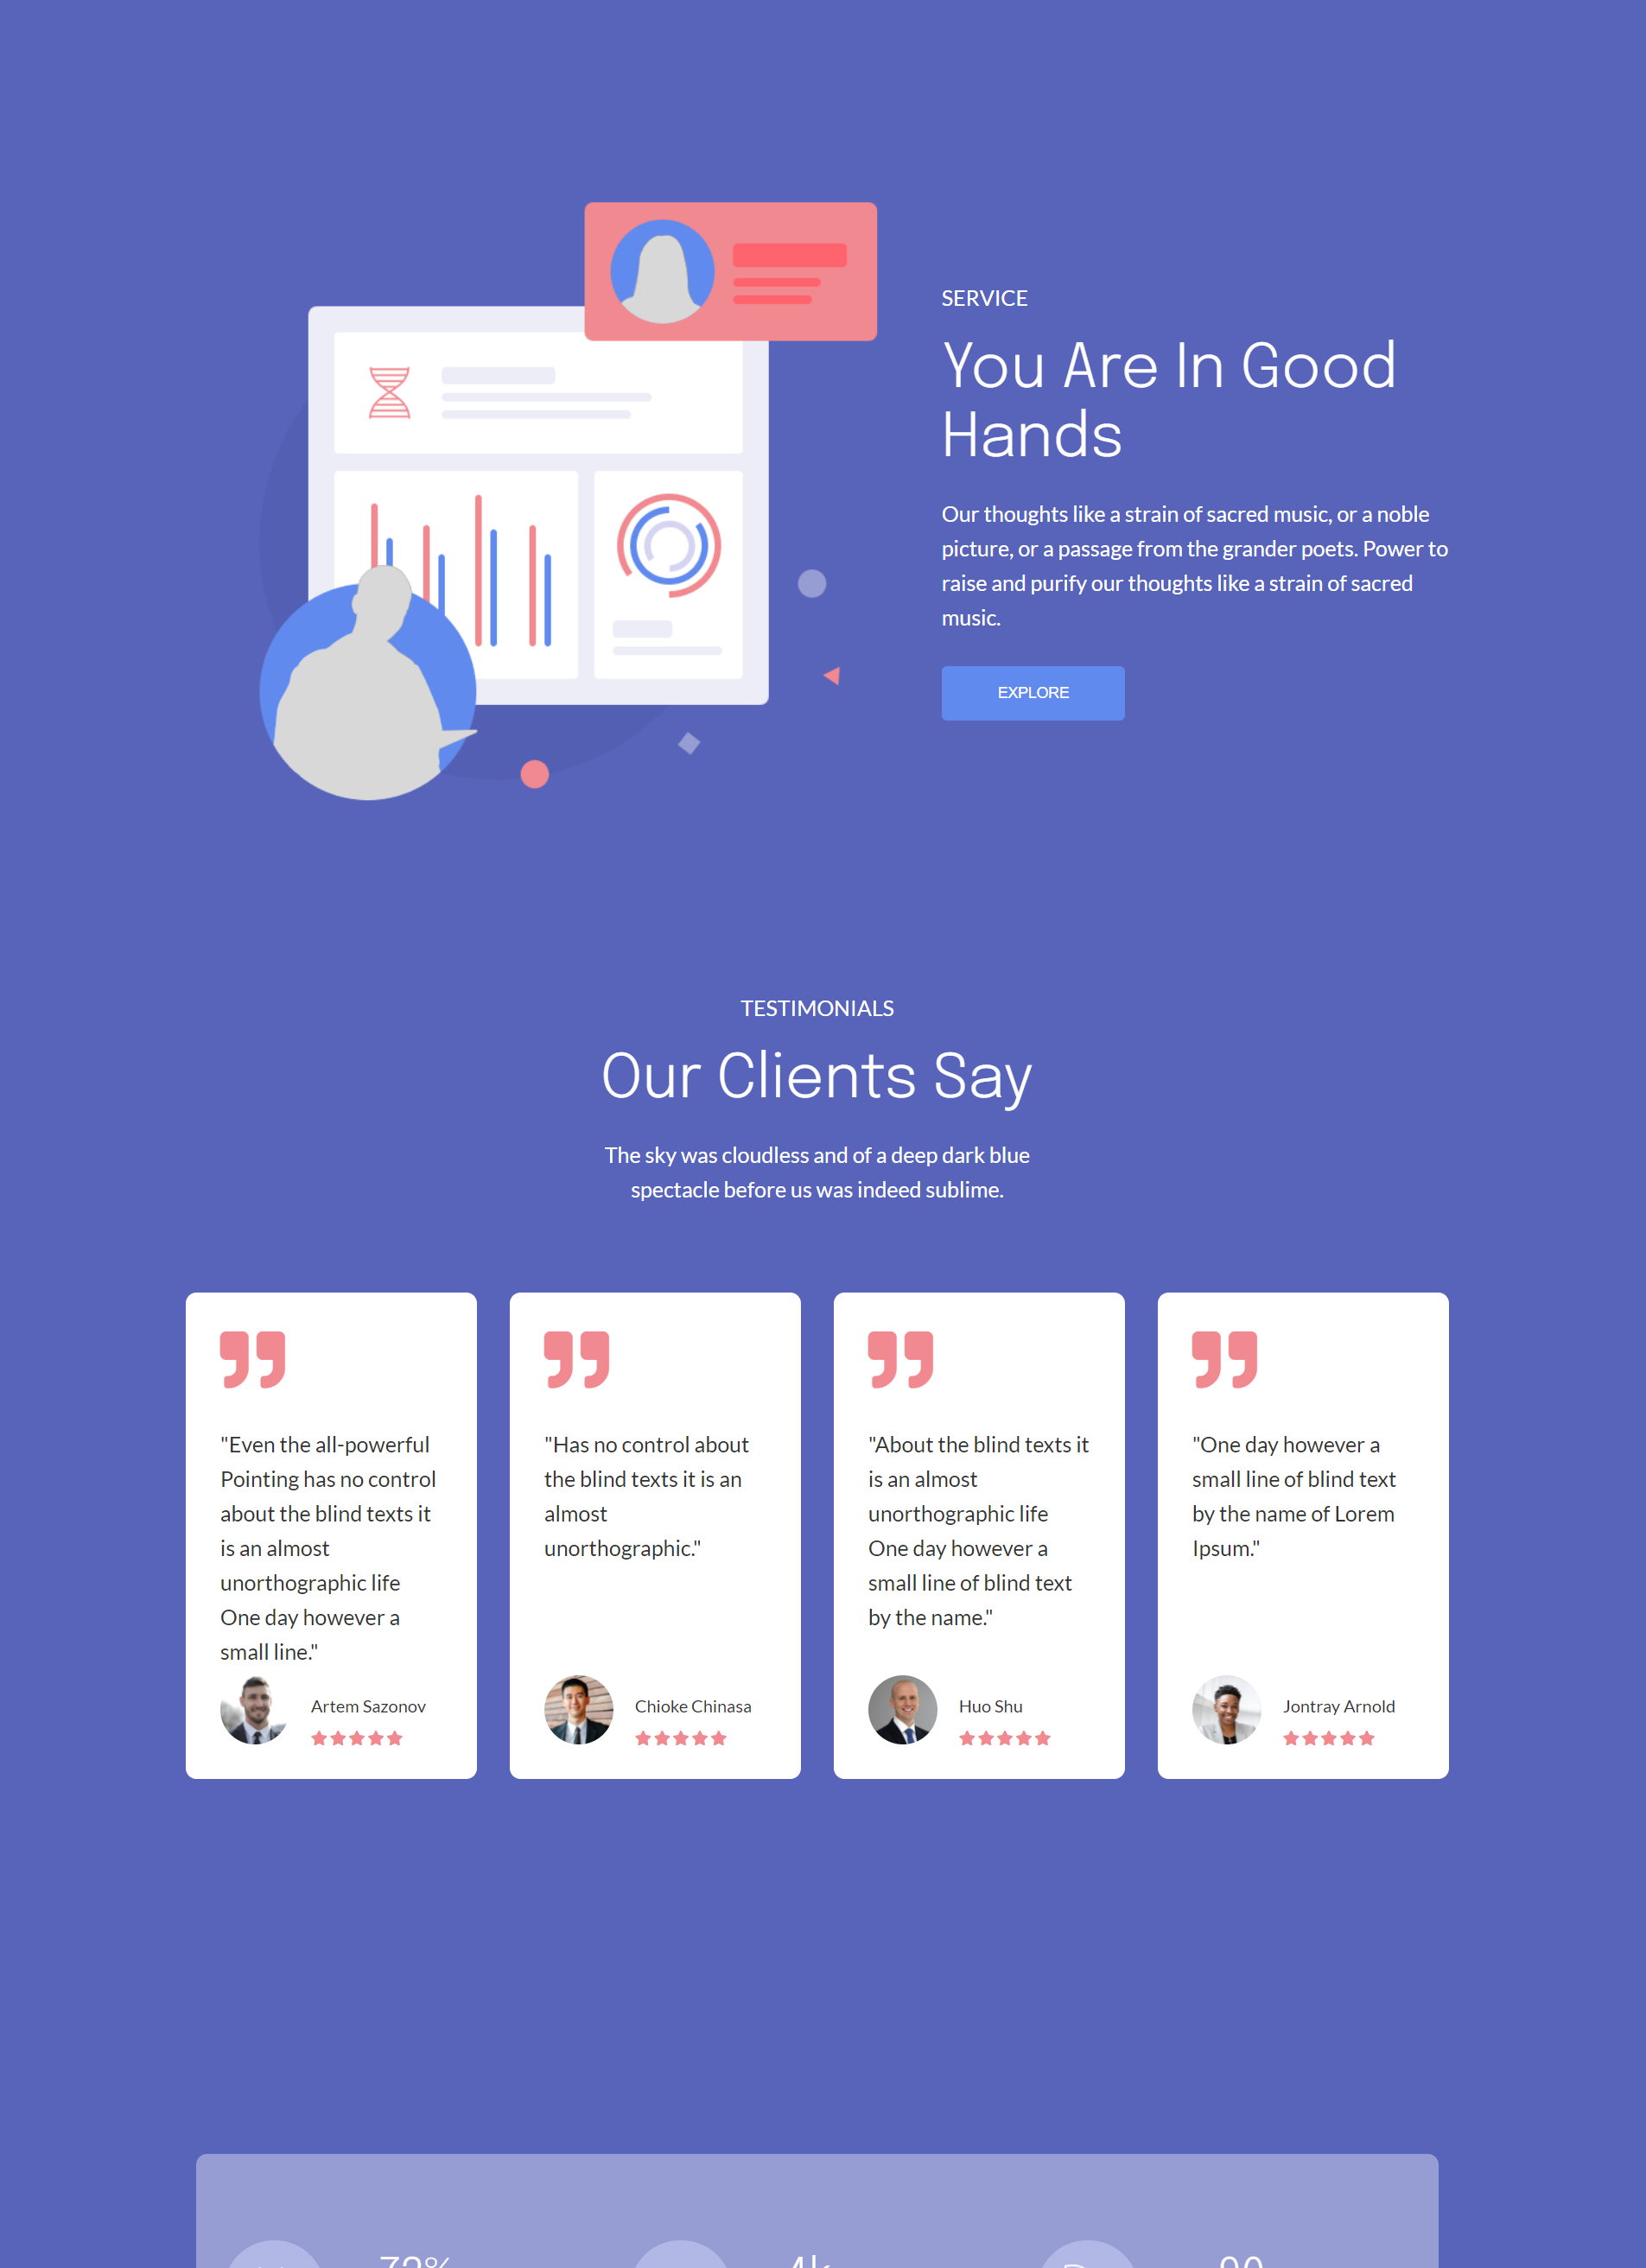 SERVICE
You Are In Good
Hands
Our thoughts like a strain of sacred music, or a noble
picture, or a passage from the grander poets. Power to
raise and purify our thoughts like a strain of sacred
music.
EXPLORE
TESTIMONIALS
Our Clients Say
The sky was cloudless and of a deep dark blue
spectacle before us was indeed sublime.
"Even the all-powerful
Pointing has no control
about the blind texts it
is an almost
unorthographic life
One day however a
small line."
Artem Sazonov
"Has no control about
the blind texts it is an
almost
unorthographic."
Chioke Chinasa
"About the blind texts it
is an almost
unorthographic life
One day however a
small line of blind text
by the name."
Huo Shu
"One day however a
small line of blind text
by the name of Lorem
Ipsum."
Jontray Arnold
4k